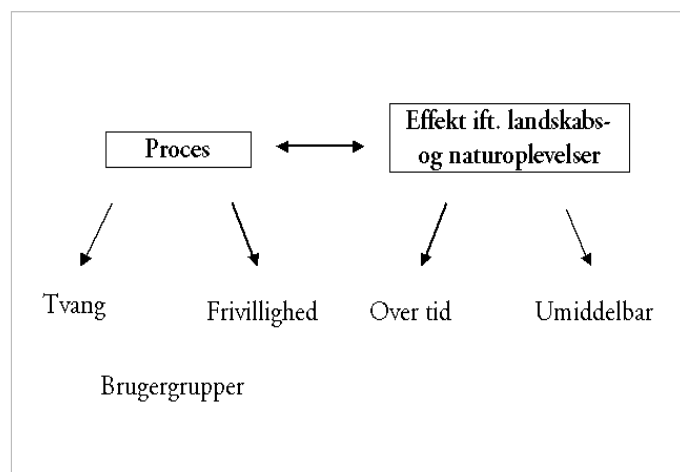 Proces
Effekt ift. landskabs-
og naturoplevelser
Tvang
Frivillighed
Over tid
Umiddelbar
Brugergrupper